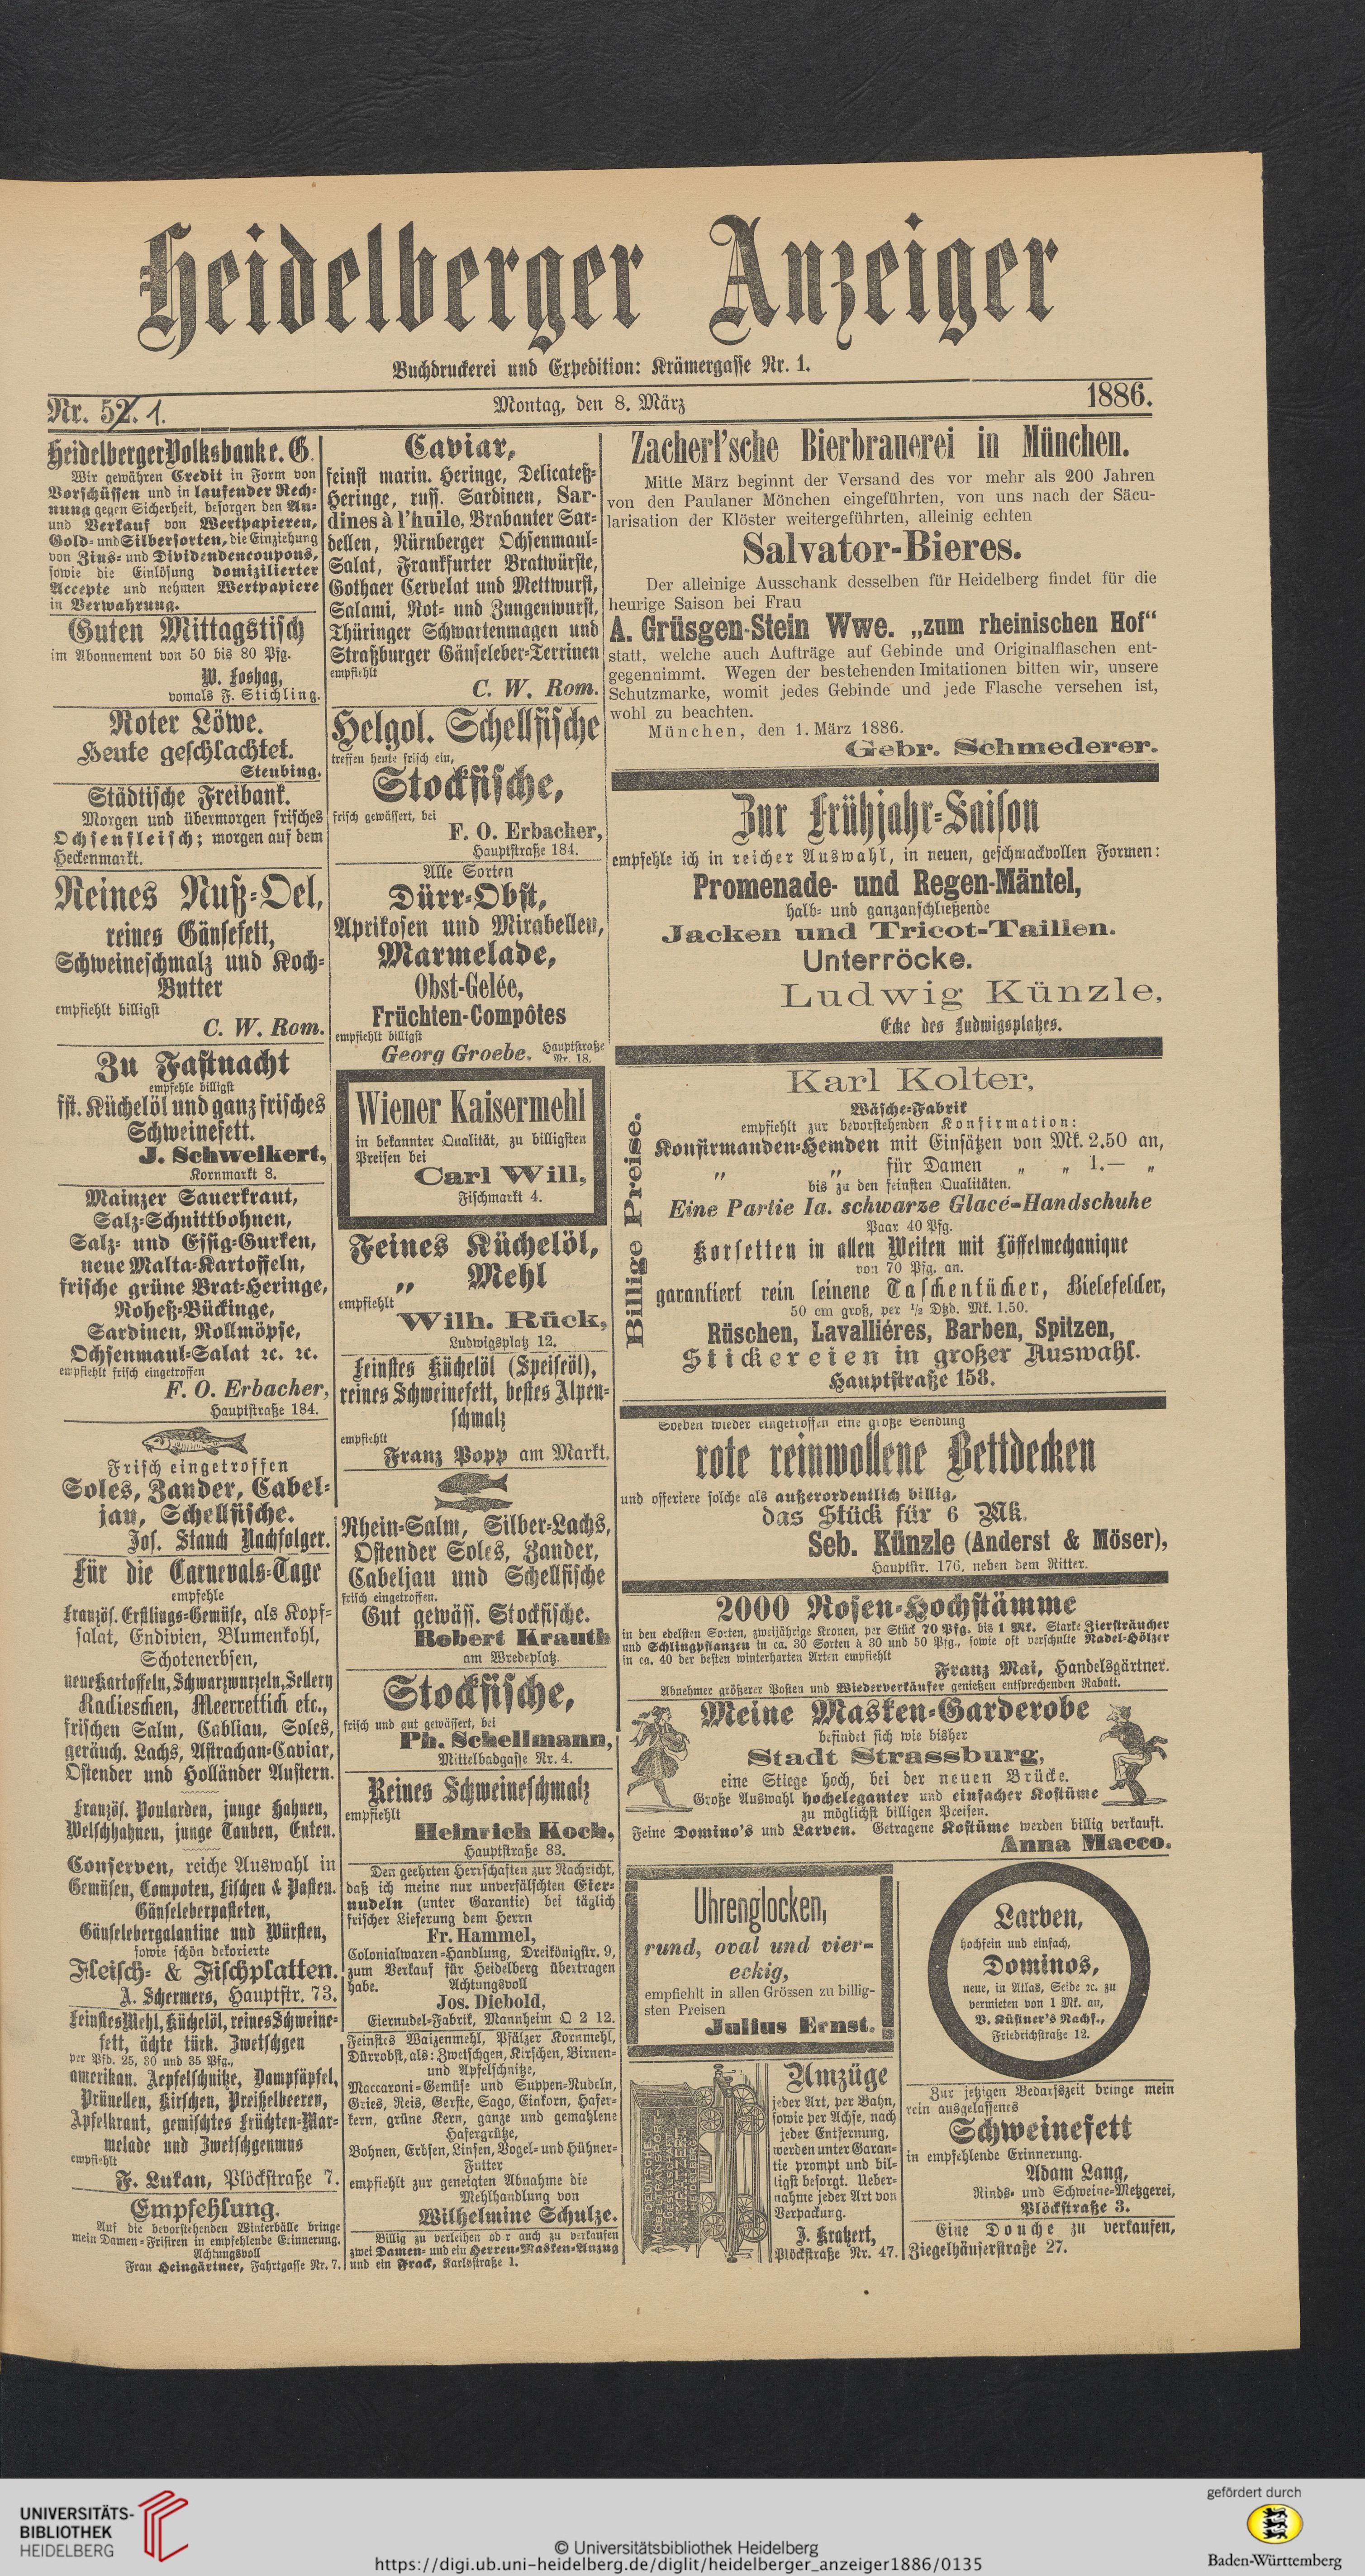 Heidelberger Anzeiger
Buchdruckerei und Expedition: Krämergasse Nr. 1.
Nr. 52. 1.
Montag, den 8. März
1886.
Heidelberger Volksbank e. G.
Wir gewähren Credit in Form von
Vorschüssen und in laufender Rech-
nung gegen Sicherheit, besorgen den An-
und Verkauf von Wertpapieren,
Gold- und Silbersorten, die Einziehung
von Zins- und Dividendencoupons,
sowie die Einlösung domizilierter
Accepte und nehmen Wertpapiere
in Verwahrung.
Guten Mittagstisch
im Abonnement von 50 bis 80 Pfg.
W. Loshag,
vomals F. Stichling.
Roter Löwe.
Heute geschlachtet.
Steubing.
Städtische Freibank.
Morgen und übermorgen frisches
Ochsenfleisch; morgen auf dem
Heckenmarkt.
Reines Nuß-Oel,
reines Gänsefett,
Schweineschmalz und Koch-
Butter
empfiehlt billigst
C. W. Rom.
Zu Fastnacht
empfehle billigst
fst. Küchelöl und ganz frisches
Schweinefett.
J. Schweikert,
Kornmarkt 8.
Mainzer Sauerkraut,
Salz-Schnittbohnen,
Salz- und Essig-Gurken,
neue Malta-Kartoffeln,
frische grüne Brat-Heringe,
Roheß-Bückinge,
Sardinen, Rollmöpse,
Ochsenmaul-Salat ꝛc. ꝛc.
empfiehlt frisch eingetroffen
F. O. Erbacher,
Hauptstraße 184.
Frisch eingetroffen
Soles, Zander, Cabel-
jau, Schellfische.
Jos. Stauch Nachfolger.
Für die Carnevals-Tage
empfehle
Französ. Erstlings-Gemüse, als Kopf-
salat, Endivien, Blumenkohl,
Schotenerbsen,
neue Kartoffeln, Schwarzwurzeln, Sellery
Radieschen, Meerrettich etc.,
frischen Salm, Cabliau, Soles,
geräuch. Lachs, Astrachan-Caviar,
Ostender und Holländer Austern.
Französ. Poularden, junge Hahnen,
Welschhahnen, junge Tauben, Enten.
Conserven, reiche Auswahl in
Gemüsen, Compoten, Fischen & Pasten.
Gänseleberpasteten,
Gänselebergalantine und Würsten,
sowie schön dekorierte
Fleisch- & Fischplatten.
A. Schermers, Hauptstr. 73.
Feinstes Mehl, Küchelöl, reines Schweine-
fett, ächte türk. Zwetschgen
per Pfd. 25, 30 und 35 Pfg.,
amerikan. Aepfelschnitze, Dampfäpfel,
Prünellen, Kirschen, Preißelbeeren,
Apfelkraut, gemischtes Früchten-Mar-
melade und Zwetschgenmus
empfiehlt
F. Lukan, Plöckstraße 7.
Empfehlung.
Auf die bevorstehenden Winterbälle bringe
mein Damen-Frisiren in empfehlende Erinnerung.
Achtungsvoll
Frau Heingärtner, Fahrtgasse Nr. 7.
Caviar,
feinst marin. Heringe, Delicateß-
Heringe, russ. Sardinen, Sar-
dines à l'huile, Brabanter Sar-
dellen, Nürnberger Ochsenmaul-
Salat, Frankfurter Bratwürste,
Gothaer Cervelat und Mettwurst,
Salami, Rot- und Zungenwurst,
Thüringer Schwartenmagen und
Straßburger Gänseleber-Terrinen
empfiehlt
C. W. Rom.
Helgol. Schellfische
treffen heute frisch ein,
Stockfische,
frisch gewässert, bei
F. O. Erbacher,
Hauptstraße 184.
Alle Sorten
Dürr-Obst,
Aprikosen und Mirabellen,
Marmelade,
Obst-Gelée,
Früchten-Compôtes
empfiehlt billigst
Georg Groebe, Hauptstraße
Nr. 18.
Wiener Kaisermehl
in bekannter Qualität, zu billigsten
Preisen bei
Carl Will,
Fischmarkt 4.
Feines Küchelöl,
„ Mehl
empfiehlt
Wilh. Rück,
Ludwigsplatz 12.
Feinstes Küchelöl (Speiseöl),
reines Schweinefett, bestes Alpen-
schmalz
empfiehlt
Franz Popp am Markt.
Rhein-Salm, Silber-Lachs,
Ostender Soles, Zander,
Cabeljau und Schellfische
frisch eingetroffen.
Gut gewäss. Stockfische.
Robert Krauth
am Wredeplatz.
Stockfische,
frisch und gut gewässert, bei
Ph. Schellmann,
Mittelbadgasse Nr. 4.
Reines Schweineschmalz
empfiehlt
Heinrich Koch,
Hauptstraße 83.
Den geehrten Herrschaften zur Nachricht,
daß ich meine nur unverfälschten Eier-
nudeln (unter Garantie) bei täglich
frischer Lieferung dem Herrn
Fr. Hammel,
Colonialwaren-Handlung, Dreikönigstr. 9,
zum Verkauf für Heidelberg übertragen
habe. Achtungsvoll
Jos. Diebold,
Eiernudel-Fabrik, Mannheim Q 2 12.
Feinstes Waizenmehl, Pfälzer Kornmehl,
Dürrobst, als: Zwetschgen, Kirschen, Birnen-
und Apfelschnitze,
Maccaroni-Gemüse und Suppen-Nudeln,
Gries, Reis, Gerste, Sago, Einkorn, Hafer-
kern, grüne Kern, ganze und gemahlene
Hafergrütze,
Bohnen, Erbsen, Linsen, Vogel- und Hühner-
Futter
empfiehlt zur geneigten Abnahme die
Mehlhandlung von
Wilhelmine Schulze.
Billig zu verleihen oder auch zu verkaufen
zwei Damen- und ein Herren-Masken-Anzug
und ein Frack, Karlsstraße 1.
Zacherl'sche Bierbrauerei in München.
Mitte März beginnt der Versand des vor mehr als 200 Jahren
von den Paulaner Mönchen eingeführten, von uns nach der Säcu-
larisation der Klöster weitergeführten, alleinig echten
Salvator-Bieres.
Der alleinige Ausschank desselben für Heidelberg findet für die
heurige Saison bei Frau
A. Grüsgen-Stein Wwe. „zum rheinischen Hof“
statt, welche auch Aufträge auf Gebinde und Originalflaschen ent-
gegennimmt. Wegen der bestehenden Imitationen bitten wir, unsere
Schutzmarke, womit jedes Gebinde und jede Flasche versehen ist,
wohl zu beachten.
München, den 1. März 1886.
Gebr. Schmederer.
Zur Frühjahr-Saison
empfehle ich in reicher Auswahl, in neuen, geschmackvollen Formen:
Promenade- und Regen-Mäntel,
halb- und ganzanschließende
Jacken und Tricot-Taillen.
Unterröcke.
Ludwig Künzle,
Ecke des Ludwigsplatzes.
Billige Preise.
Karl Kolter,
Wäsche-Fabrik
empfiehlt zur bevorstehenden Konfirmation:
Konfirmanden-Hemden mit Einsätzen von Mk. 2.50 an,
„ „ für Damen „ „ 1.— „
bis zu den feinsten Qualitäten.
Eine Partie Ia. schwarze Glacé-Handschuhe
Paar 40 Pfg.
Korsetten in allen Weiten mit Löffelmechanique
von 70 Pfg. an.
garantiert rein leinene Taschentücher, Bielefelder,
50 cm groß, per 1/2 Dtzd. Mk. 1.50.
Rüschen, Lavalliéres, Barben, Spitzen,
Stickereien in großer Auswahl.
Hauptstraße 158.
Soeben wieder eingetroffen eine große Sendung
rote reinwollene Bettdecken
und offeriere solche als außerordentlich billig,
das Stück für 6 Mk.
Seb. Künzle (Anderst & Möser),
Hauptstr. 176, neben dem Ritter.
2000 Rosen-Hochstämme
in den edelsten Sorten, zweijährige Kronen, per Stück 70 Pfg. bis 1 Mk. Starke Ziersträucher
und Schlingpflanzen in ca. 30 Sorten à 30 und 50 Pfg., sowie oft verschulte Nadel-Hölzer
in ca. 40 der besten winterharten Arten empfiehlt
Franz Mai, Handelsgärtner.
Abnehmer größerer Posten und Wiederverkäufer genießen entsprechenden Rabatt.
Meine Masken-Garderobe
befindet sich wie bisher
Stadt Strassburg,
eine Stiege hoch, bei der neuen Brücke.
Große Auswahl hocheleganter und einfacher Kostüme
zu möglichst billigen Preisen.
Feine Domino's und Larven. Getragene Kostüme werden billig verkauft.
Anna Macco.
Uhrenglocken,
rund, oval und vier-
eckig,
empfiehlt in allen Grössen zu billig-
sten Preisen
Julius Ernst.
Larven,
hochfein und einfach,
Dominos,
neue, in Atlas, Seide ꝛc. zu
vermieten von 1 Mk. an,
B. Küstner's Nachf.,
Friedrichstraße 12.
Umzüge
jeder Art, per Bahn,
sowie per Achse, nach
jeder Entfernung,
werden unter Garan-
tie prompt und bil-
ligst besorgt. Ueber-
nahme jeder Art von
Verpackung.
J. Kratzert,
Plöckstraße Nr. 47.
Zur jetzigen Bedarfszeit bringe mein
rein ausgelassenes
Schweinefett
in empfehlende Erinnerung.
Adam Lang,
Rinds- und Schweine-Metzgerei,
Plöckstraße 3.
Eine Douche zu verkaufen,
Ziegelhäuserstraße 27.
UNIVERSITÄTS-
BIBLIOTHEK
HEIDELBERG
© Universitätsbibliothek Heidelberg
https://digi.ub.uni-heidelberg.de/diglit/heidelberger_anzeiger1886/0135
gefördert durch
Baden-Württemberg